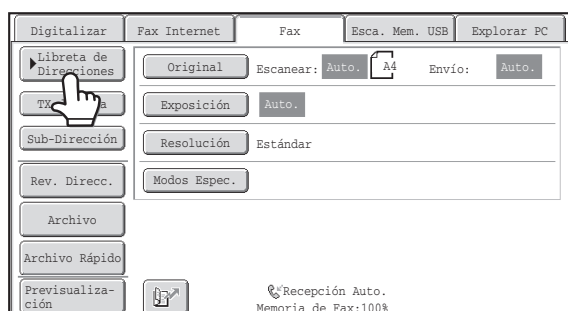 Digitalizar
Fax Internet
Fax
Esca. Mem. USB
Explorar PC
Libreta de
Direcciones
Original
Escanear: Auto. A4 Envío: Auto.
TX
a
Exposición
Auto.
Sub-Dirección
Resolución
Estándar
Rev. Direcc.
Modos Espec.
Archivo
Archivo Rápido
Previsualiza-
ción
Recepción Auto.
Memoria de Fax:100%